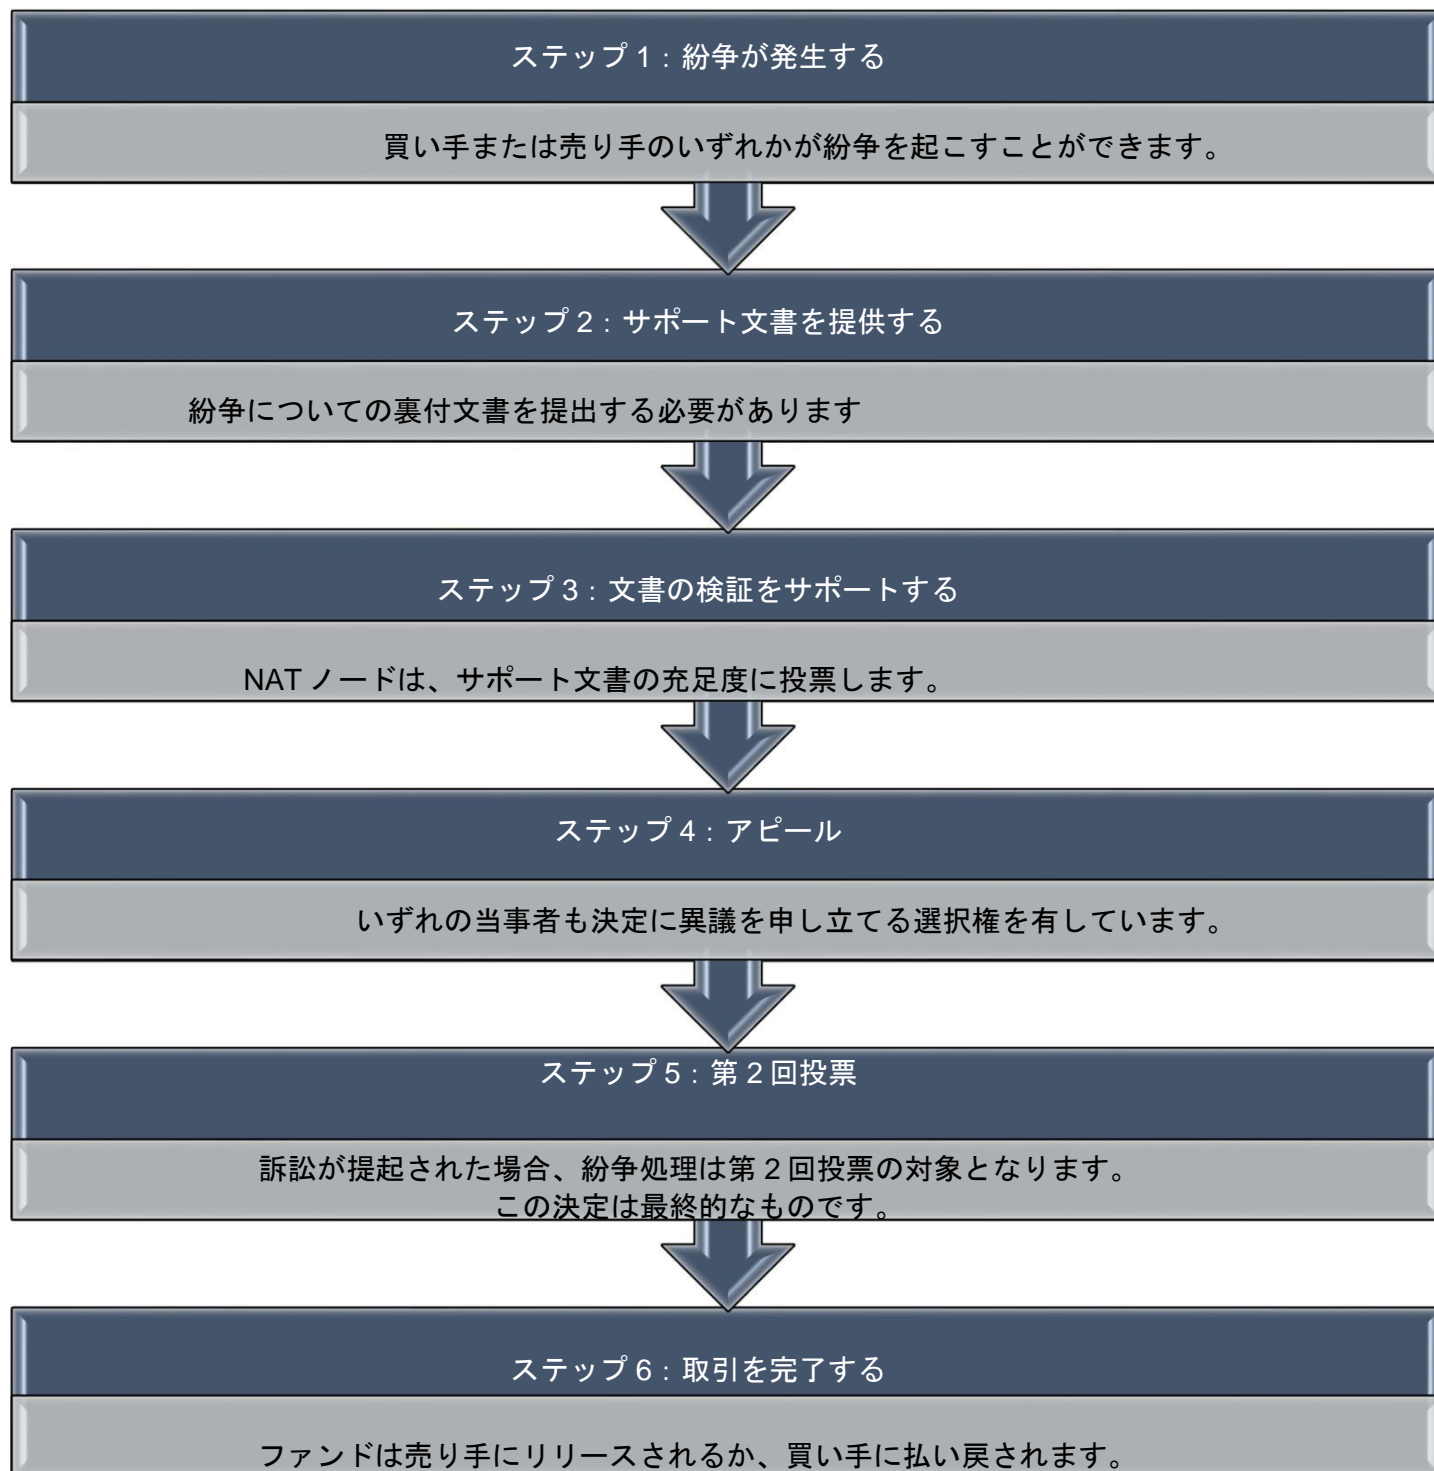 ステップ 1：紛争が発生する
買い手または売り手のいずれかが紛争を起こすことができます。
ステップ 2：サポート文書を提供する
紛争についての裏付文書を提出する必要があります
ステップ 3：文書の検証をサポートする
NAT ノードは、サポート文書の充足度に投票します。
ステップ 4：アピール
いずれの当事者も決定に異議を申し立てる選択権を有しています。
ステップ 5：第 2 回投票
訴訟が提起された場合、紛争処理は第 2 回投票の対象となります。
この決定は最終的なものです。
ステップ 6：取引を完了する
ファンドは売り手にリリースされるか、買い手に払い戻されます。